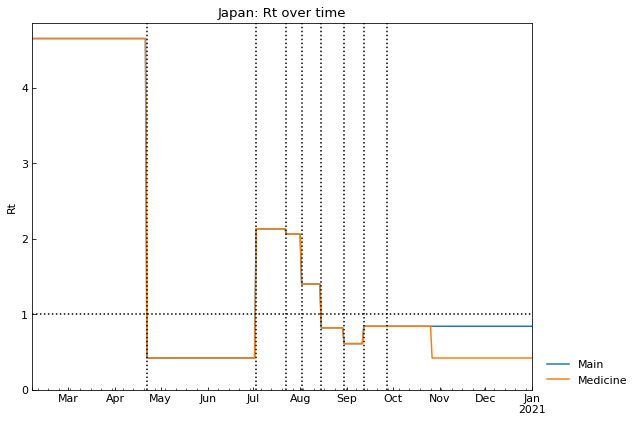 Japan: Rt over time
4
3
2
1
0
Rt
Mar Apr May Jun Jul Aug Sep Oct Nov Dec Jan
2021
Main
Medicine